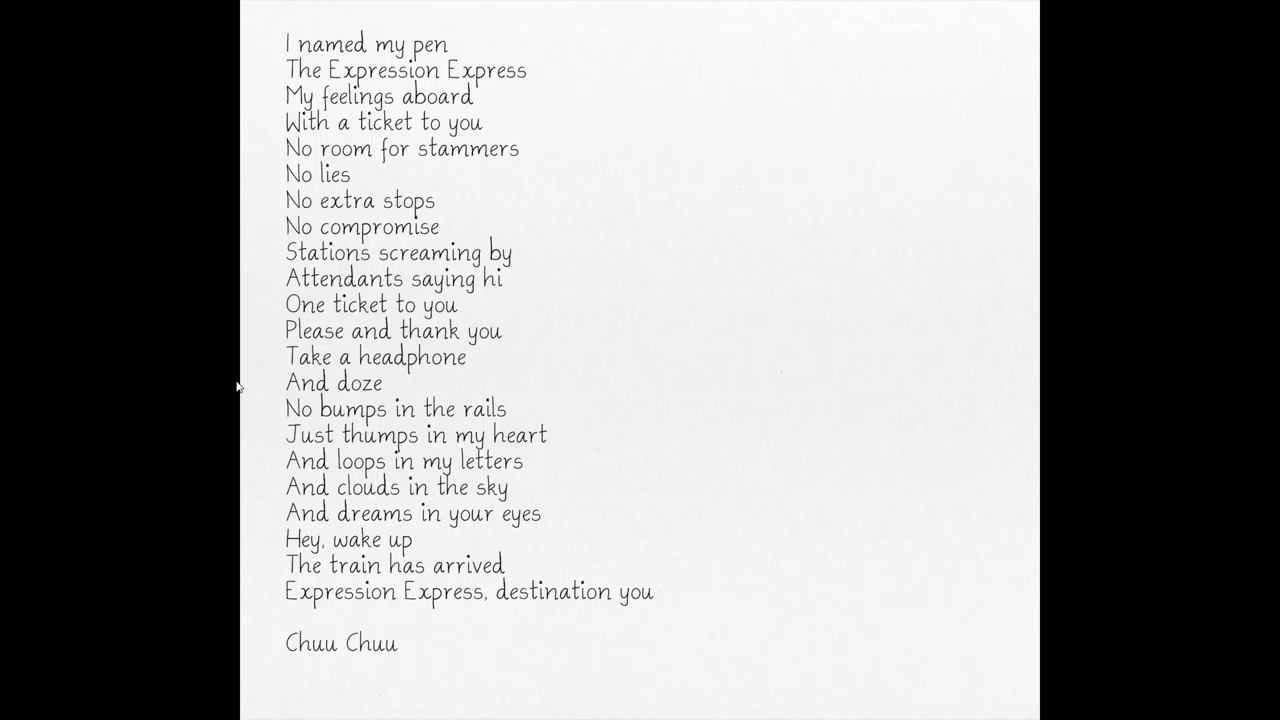 I named my pen
The Expression Express
My feelings aboard
With a ticket to you
No room for stammers
No lies
No extra stops
No compromise
Stations screaming by
Attendants saying hi
One ticket to you
Please and thank you
Take a headphone
And doze
No bumps in the rails
Just thumps in my heart
And loops in my letters
And clouds in the sky
And dreams in your eyes
Hey, wake up
The train has arrived
Expression Express, destination you
Chuu Chuu